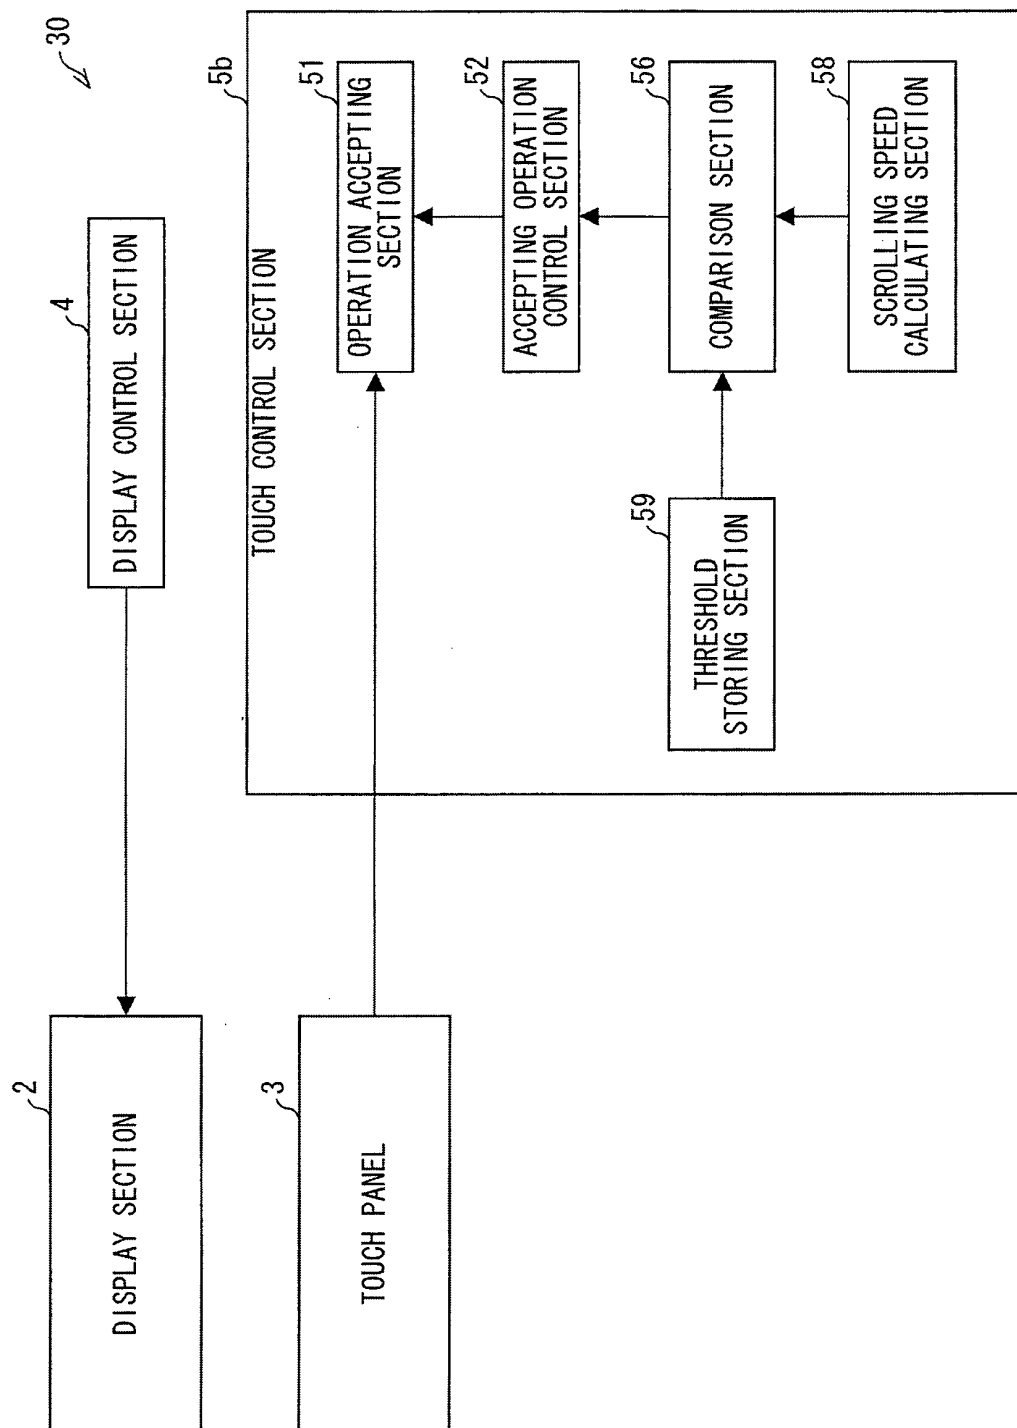 30
2
DISPLAY SECTION
4
DISPLAY CONTROL SECTION
3
TOUCH PANEL
5b
TOUCH CONTROL SECTION
51
OPERATION ACCEPTING
SECTION
52
ACCEPTING OPERATION
CONTROL SECTION
59
THRESHOLD
STORING SECTION
56
COMPARISON SECTION
58
SCROLLING SPEED
CALCULATING SECTION